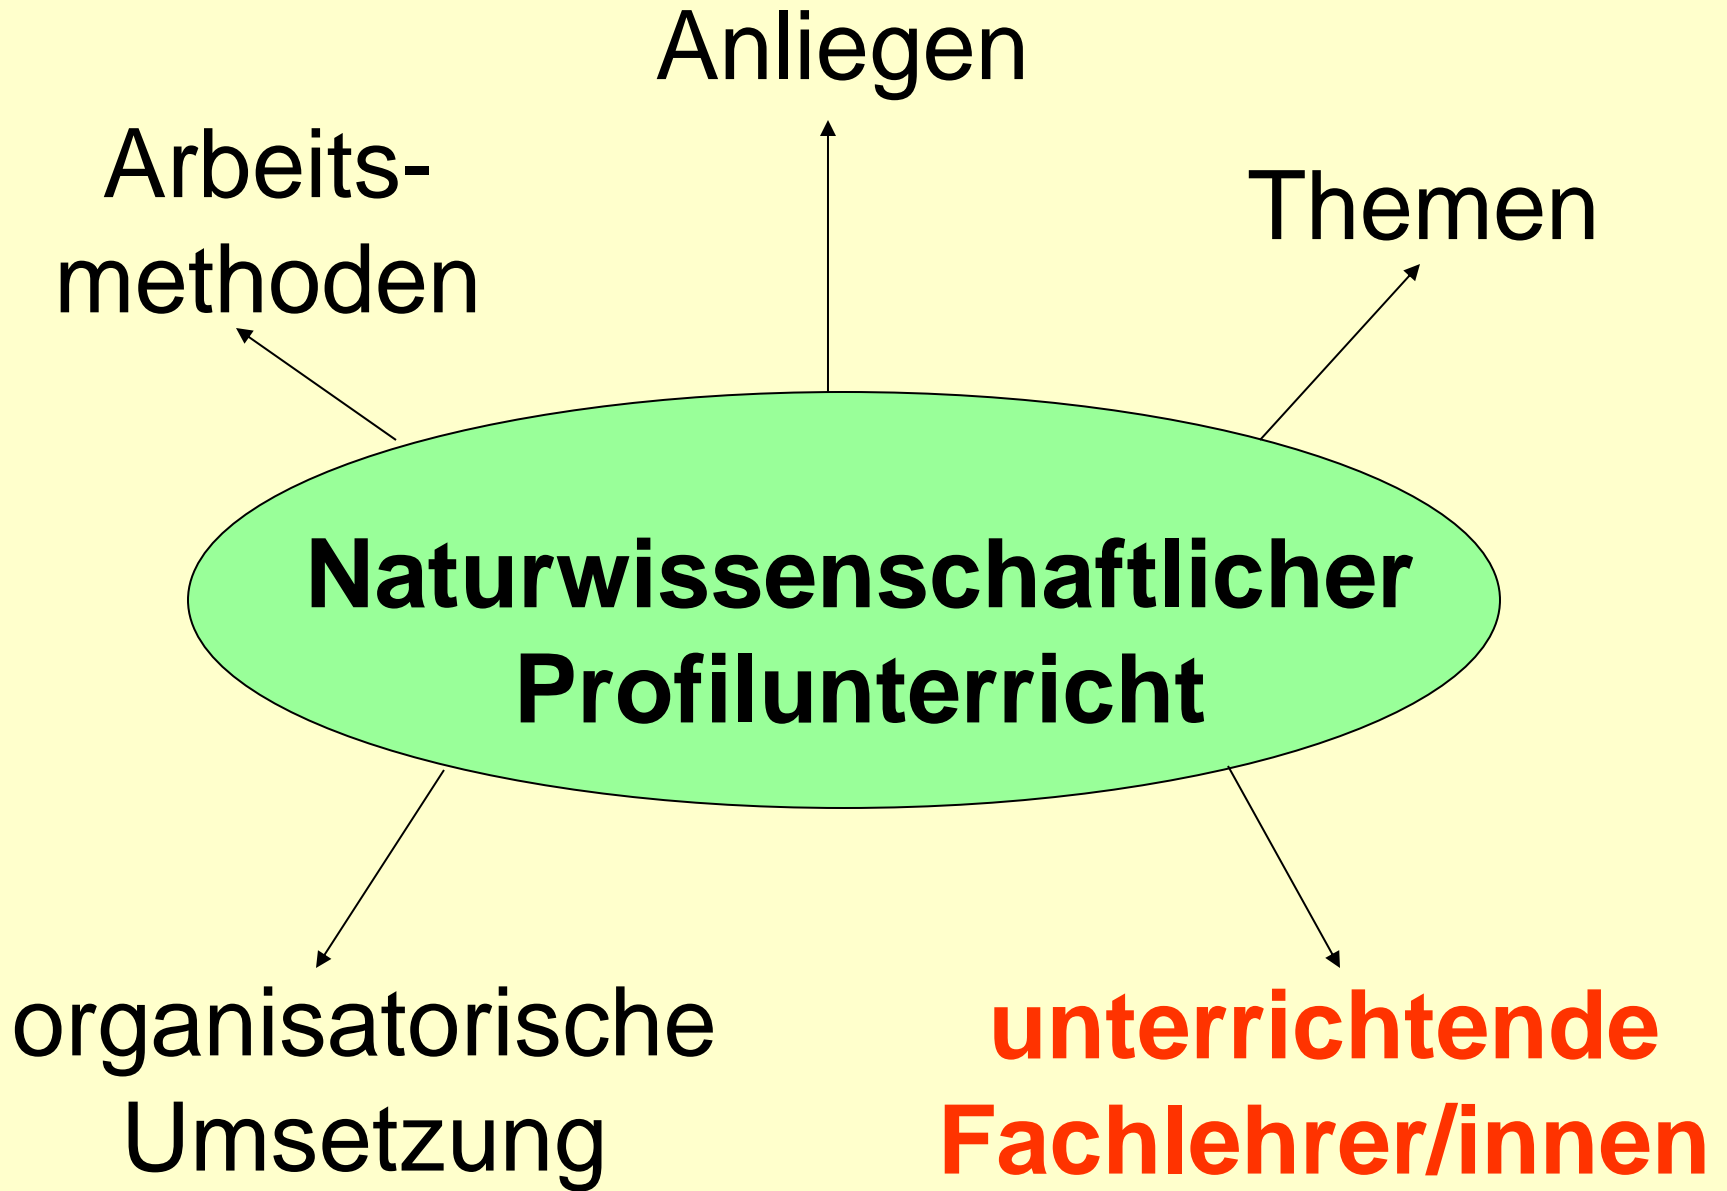 Anliegen
Arbeits-
methoden
Themen
Naturwissenschaftlicher
Profilunterricht
organisatorische
Umsetzung
unterrichtende
Fachlehrer/innen